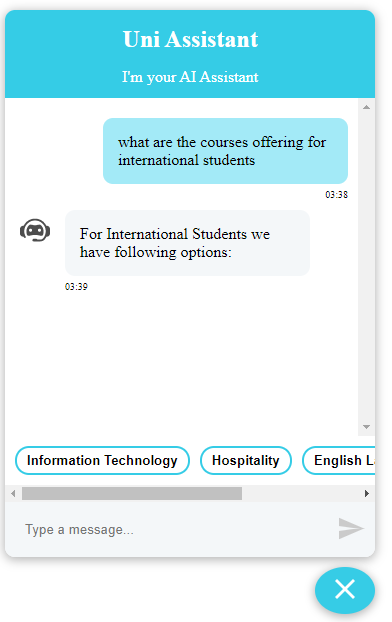 Uni Assistant
I'm your AI Assistant
what are the courses offering for
international students
03:38
For International Students we
have following options:
03:39
Information Technology
Hospitality
English L
Type a message...